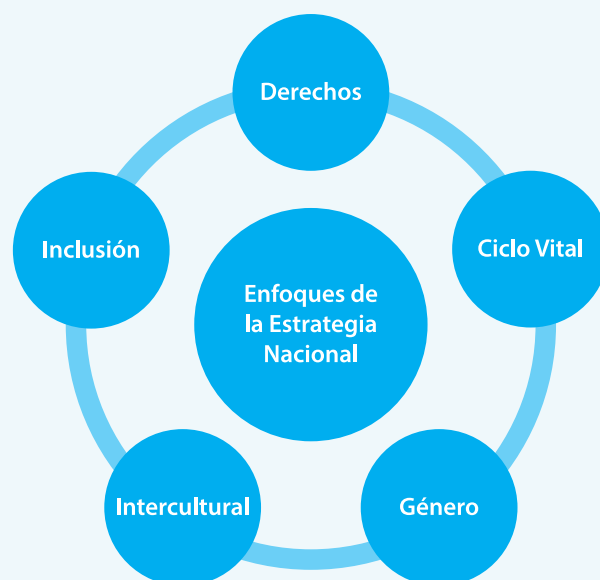 Derechos
Inclusión
Ciclo Vital
Enfoques de
la Estrategia
Nacional
Intercultural
Género